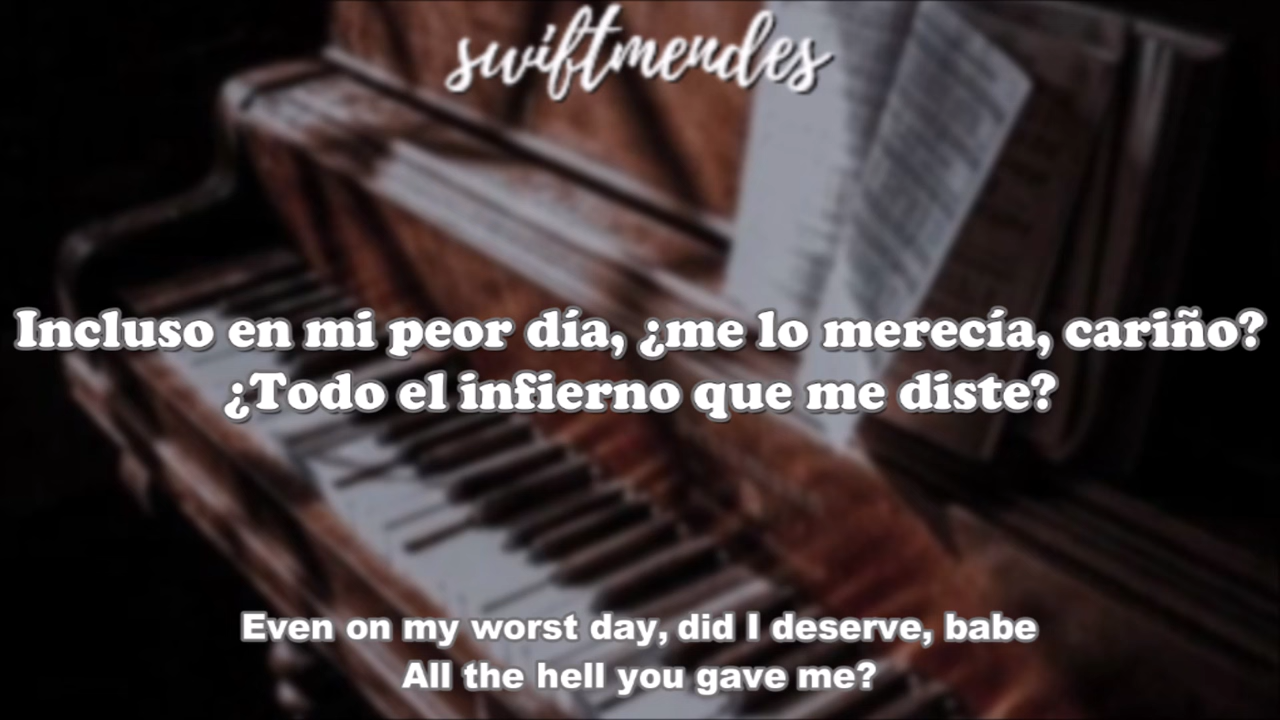 swiftmendes
Incluso en mi peor día, ¿me lo merecía, cariño?
¿Todo el infierno que me diste?
Even on my worst day, did I deserve, babe
All the hell you gave me?